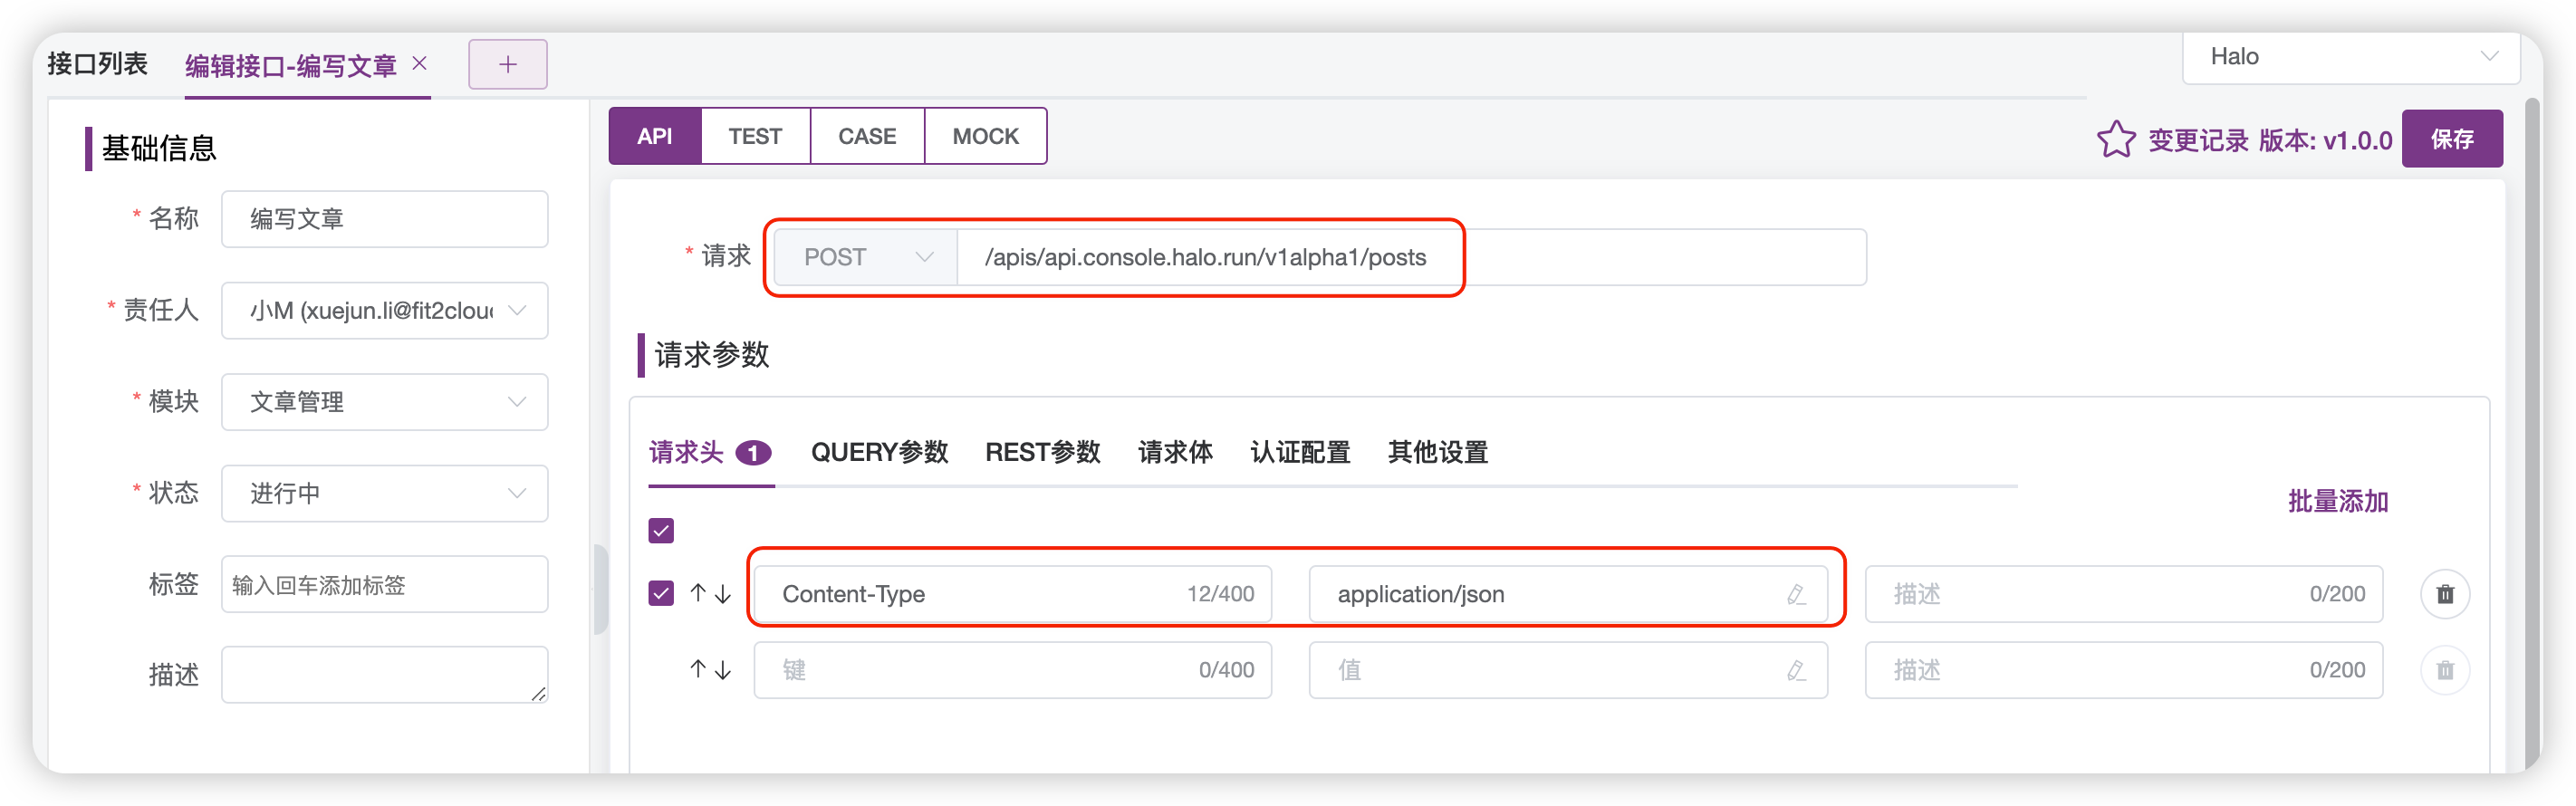 接口列表 编辑接口-编写文章 × +
Halo
基础信息
* 名称 编写文章
* 责任人 小M (xuejun.li@fit2clou
* 模块 文章管理
* 状态 进行中
标签 输入回车添加标签
描述
API TEST CASE MOCK
变更记录 版本: v1.0.0 保存
* 请求 POST /apis/api.console.halo.run/v1alpha1/posts
请求参数
请求头 1 QUERY参数 REST参数 请求体 认证配置 其他设置
批量添加
Content-Type 12/400 application/json 描述 0/200
键 0/400 值 描述 0/200